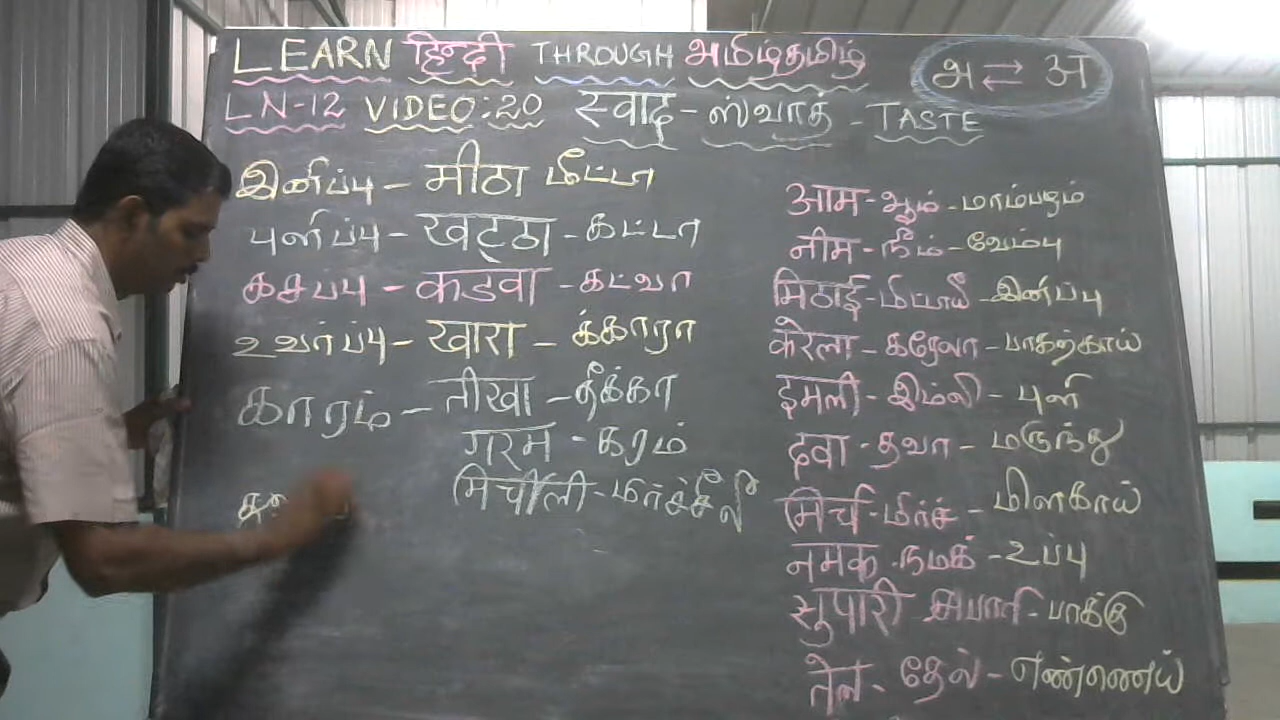 LEARN हिन्दी THROUGH அமிழ்தமிழ்
அ ⇄ अ
LN-12 VIDEO:20 स्वाद - ஸ்வாத் - TASTE
இனிப்பு - मीठा மீட்டா
புளிப்பு - खट्ठा - கட்டா
கசப்பு - कडवा - கட்வா
உவர்ப்பு - खारा - க்காரா
காரம் - तीखा - தீக்கா
गरम - கரம்
मिर्चीली - மிர்ச்சீலி
आम - ஆம் - மாம்பழம்
नीम - நீம் - வேம்பு
मिठाई - மிட்டாயீ - இனிப்பு
करेला - கரேலா - பாகற்காய்
इमली - இம்லி - புளி
दवा - தவா - மருந்து
मिर्च - மிர்ச் - மிளகாய்
नमक - நமக் - உப்பு
सुपारी - சுபாரி - பாக்கு
तेल - தேல் - எண்ணெய்